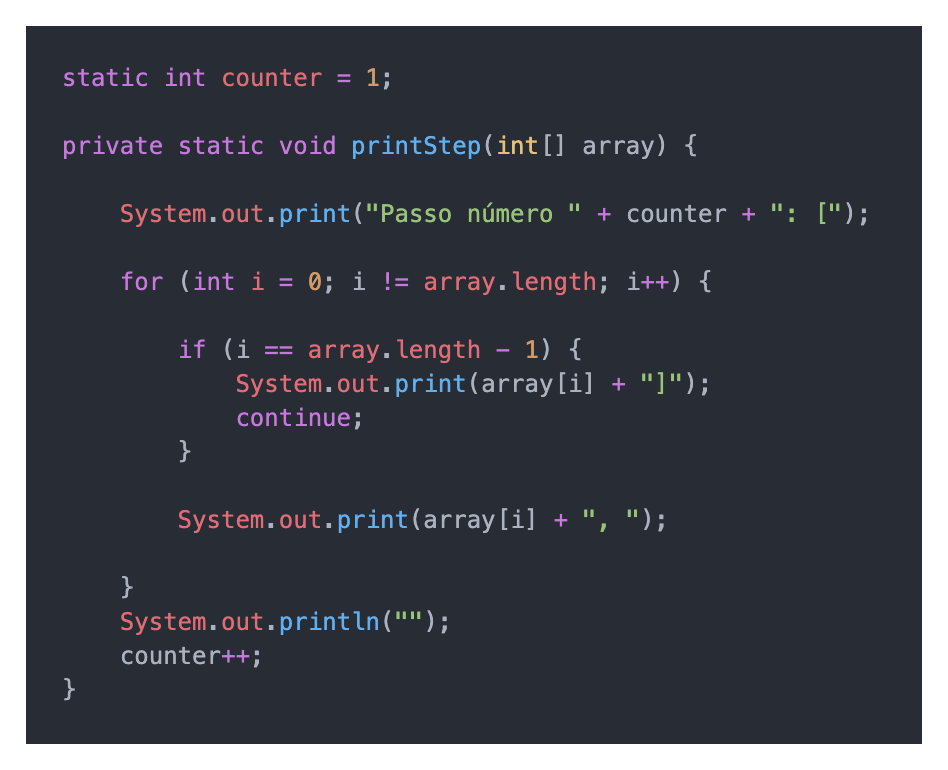 static int counter = 1;
private static void printStep(int[] array) {
System.out.print("Passo número " + counter + ": [");
for (int i = 0; i != array.length; i++) {
if (i == array.length - 1) {
System.out.print(array[i] + "]");
continue;
}
System.out.print(array[i] + ", ");
}
System.out.println("");
counter++;
}